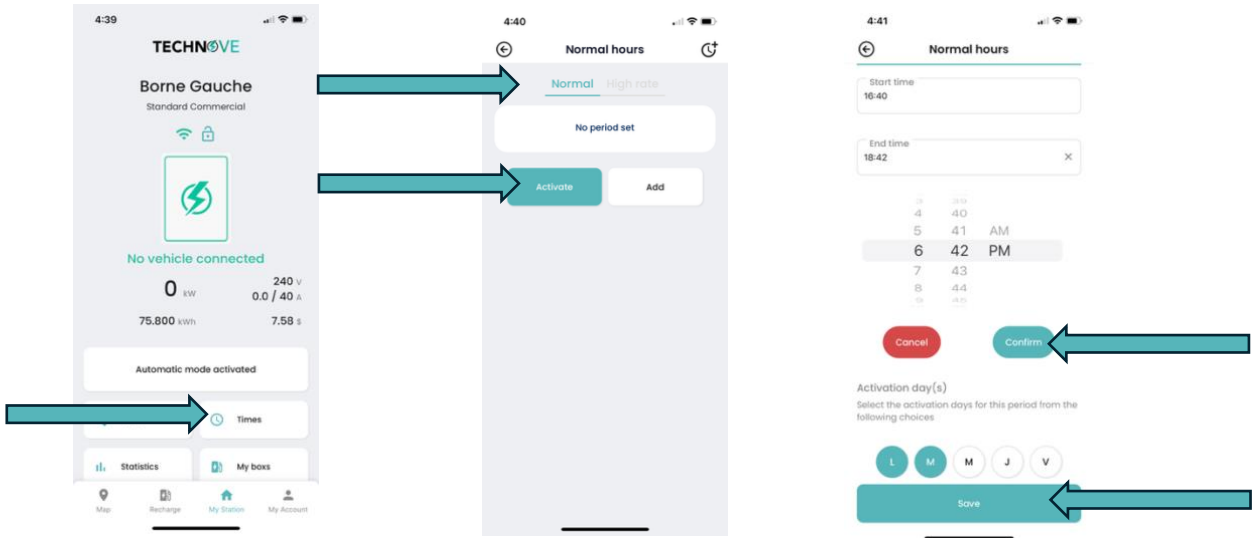 4:39
TECHNOVE
Borne Gauche
Standard Commercial
No vehicle connected
0 kW
240 V
0.0 / 40 A
75.800 kWh
7.58 $
Automatic mode activated
Times
Statistics
My boxs
Map
Recharge
My Station
My Account
4:40
Normal hours
Normal
High rate
No period set
Activate
Add
4:41
Normal hours
Start time
16:40
End time
18:42
3 39
4 40
5 41 AM
6 42 PM
7 43
8 44
9 45
Cancel
Confirm
Activation day(s)
Select the activation days for this period from the
following choices
L M M J V
Save